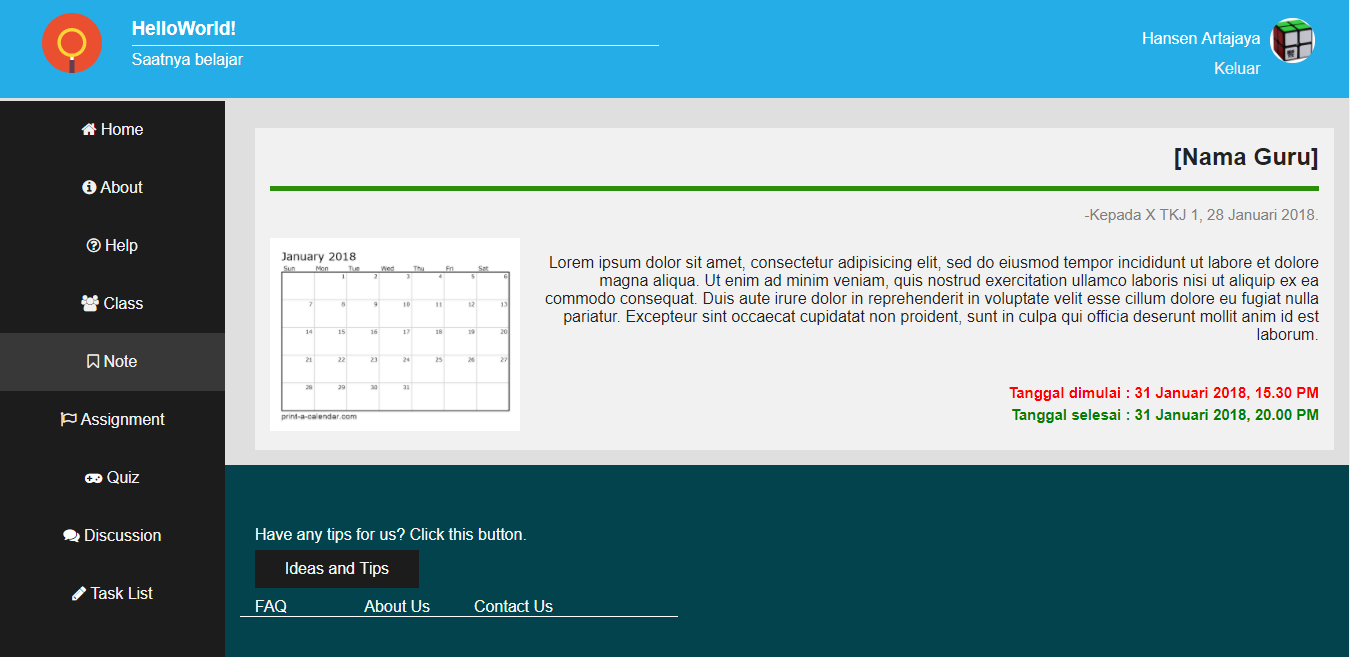 HelloWorld!
Saatnya belajar
Hansen Artajaya
Keluar
Home
About
Help
Class
Note
Assignment
Quiz
Discussion
Task List
[Nama Guru]
-Kepada X TKJ 1, 28 Januari 2018.
January 2018
Sun Mon Tue Wed Thu Fri Sat
1 2 3 4 5 6
7 8 9 10 11 12 13
14 15 16 17 18 19 20
21 22 23 24 25 26 27
28 29 30 31
print-a-calendar.com
Lorem ipsum dolor sit amet, consectetur adipisicing elit, sed do eiusmod tempor incididunt ut labore et dolore
magna aliqua. Ut enim ad minim veniam, quis nostrud exercitation ullamco laboris nisi ut aliquip ex ea
commodo consequat. Duis aute irure dolor in reprehenderit in voluptate velit esse cillum dolore eu fugiat nulla
pariatur. Excepteur sint occaecat cupidatat non proident, sunt in culpa qui officia deserunt mollit anim id est
laborum.
Tanggal dimulai : 31 Januari 2018, 15.30 PM
Tanggal selesai : 31 Januari 2018, 20.00 PM
Have any tips for us? Click this button.
Ideas and Tips
FAQ About Us Contact Us